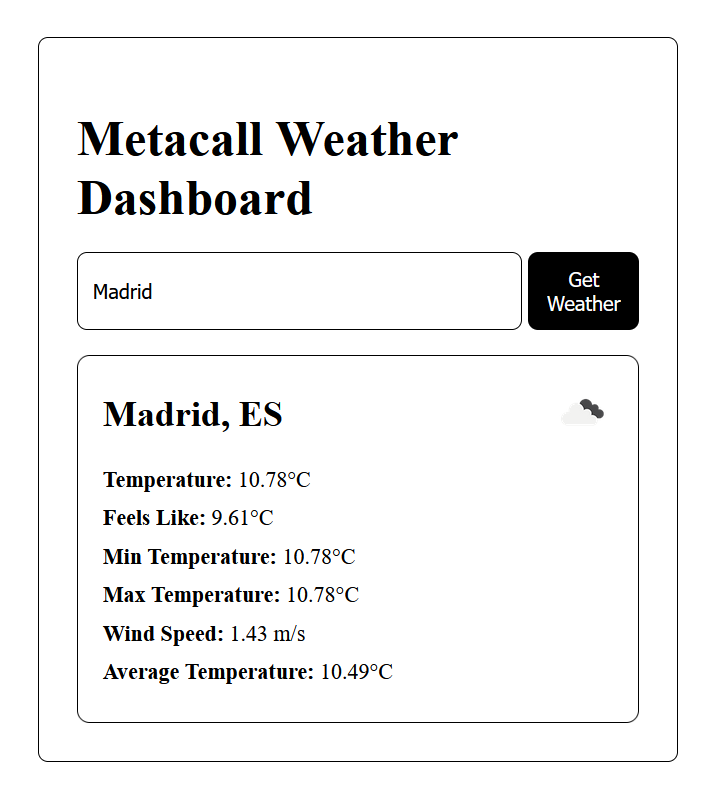 Metacall Weather
Dashboard
Madrid
Get
Weather
Madrid, ES
Temperature: 10.78°C
Feels Like: 9.61°C
Min Temperature: 10.78°C
Max Temperature: 10.78°C
Wind Speed: 1.43 m/s
Average Temperature: 10.49°C